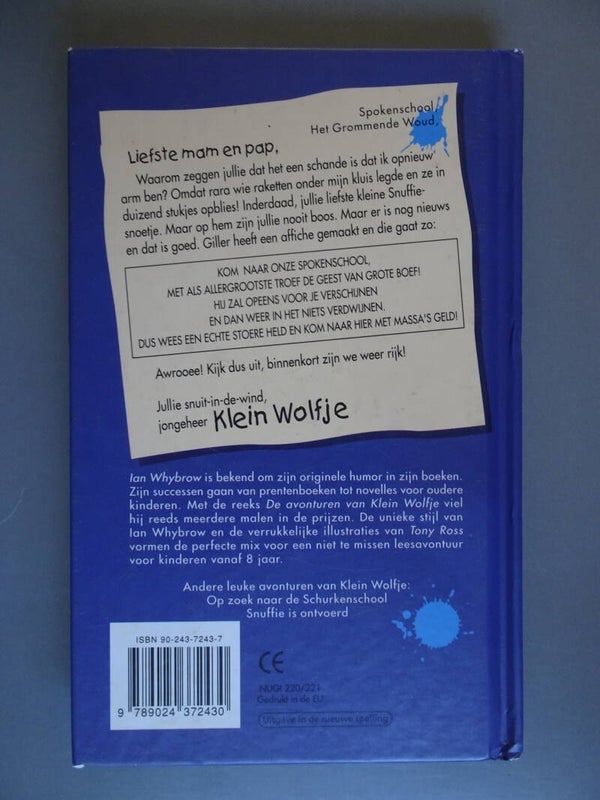 Spokenschool,
Het Grommende Woud,
Liefste mam en pap,
Waarom zeggen jullie dat het een schande is dat ik opnieuw
arm ben? Omdat rara wie raketten onder mijn kluis legde en ze in
duizend stukjes opblies! Inderdaad, jullie liefste kleine Snuffie-
snoetje. Maar op hem zijn jullie nooit boos. Maar er is nog nieuws
en dat is goed. Giller heeft een affiche gemaakt en die gaat zo:
KOM NAAR ONZE SPOKENSCHOOL,
MET ALS ALLERGROOTSTE TROEF DE GEEST VAN GROTE BOEF!
HIJ ZAL OPEENS VOOR JE VERSCHIJNEN
EN DAN WEER IN HET NIETS VERDWIJNEN.
DUS WEES EEN ECHTE STOERE HELD EN KOM NAAR HIER MET MASSA'S GELD!
Awrooee! Kijk dus uit, binnenkort zijn we weer rijk!
Jullie snuit-in-de-wind,
jongeheer Klein Wolfje
Ian Whybrow is bekend om zijn originele humor in zijn boeken.
Zijn successen gaan van prentenboeken tot novelles voor oudere
kinderen. Met de reeks De avonturen van Klein Wolfje viel
hij reeds meerdere malen in de prijzen. De unieke stijl van
Ian Whybrow en de verrukkelijke illustraties van Tony Ross
vormen de perfecte mix voor een niet te missen leesavontuur
voor kinderen vanaf 8 jaar.
Andere leuke avonturen van Klein Wolfje:
Op zoek naar de Schurkenschool
Snuffie is ontvoerd
ISBN 90-243-7243-7
9 789024 372430
CE
NUGI 220/221
Gedrukt in de EU
Uitgave in de nieuwe spelling